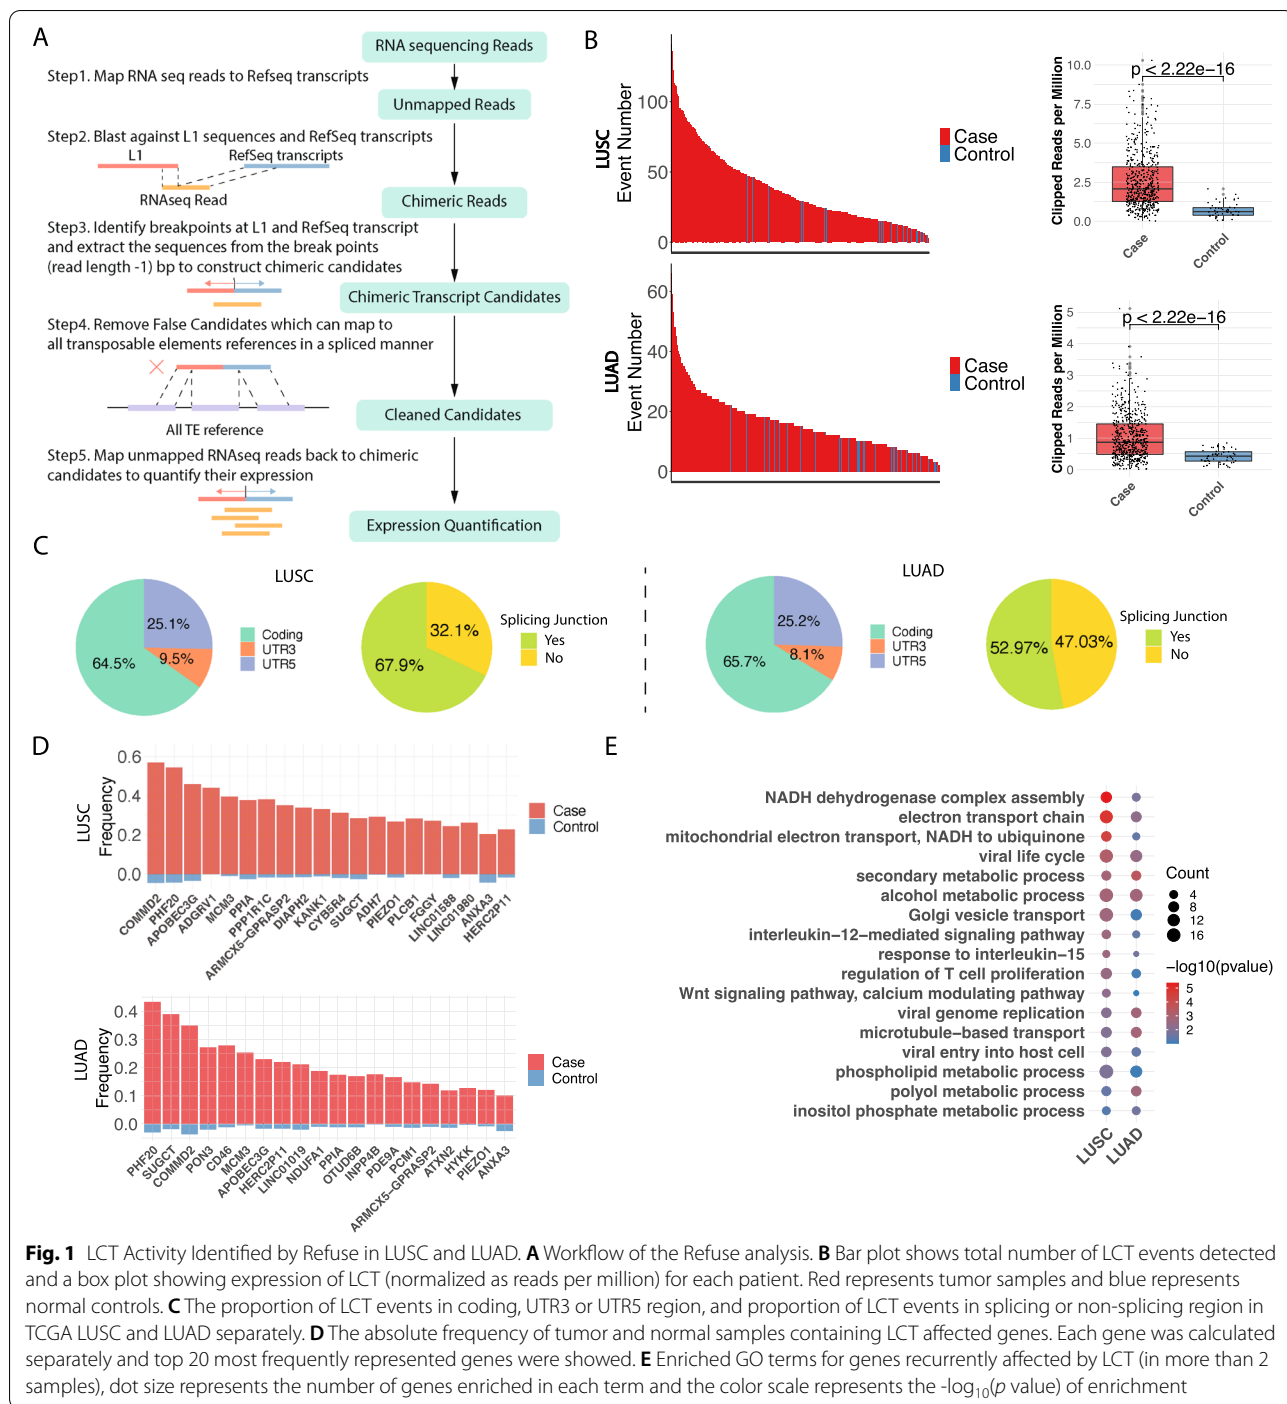 A
RNA sequencing Reads
Step1. Map RNA seq reads to Refseq transcripts
Unmapped Reads
Step2. Blast against L1 sequences and RefSeq transcripts
L1
RefSeq transcripts
RNAseq Read
Chimeric Reads
Step3. Identify breakpoints at L1 and RefSeq transcript
and extract the sequences from the break points
(read length -1) bp to construct chimeric candidates
Chimeric Transcript Candidates
Step4. Remove False Candidates which can map to
all transposable elements references in a spliced manner
All TE reference
Cleaned Candidates
Step5. Map unmapped RNAseq reads back to chimeric
candidates to quantify their expression
Expression Quantification
B
LUSC
Event Number
100
50
0
Case
Control
Clipped Reads per Million
10.0
7.5
5.0
2.5
0.0
p < 2.22e−16
Case
Control
LUAD
Event Number
60
40
20
0
Case
Control
Clipped Reads per Million
5
4
3
2
1
0
p < 2.22e−16
Case
Control
C
LUSC
25.1%
9.5%
64.5%
Coding
UTR3
UTR5
32.1%
67.9%
Splicing Junction
Yes
No
LUAD
25.2%
8.1%
65.7%
Coding
UTR3
UTR5
52.97%
47.03%
Splicing Junction
Yes
No
D
LUSC
Frequency
0.6
0.4
0.2
0.0
Case
Control
COMMD2
PHF20
APOBEC3G
ADGRV1
MCM3
PPIA
PPP1R1C
ARMCX5−GPRASP2
DIAPH2
KANK1
CYB5R4
SUGCT
ADH7
PIEZO1
PLCB1
FGGY
LINC01588
LINC01980
ANXA3
HERC2P11
LUAD
Frequency
0.4
0.3
0.2
0.1
0.0
Case
Control
PHF20
SUGCT
COMMD2
PON3
CD46
MCM3
APOBEC3G
HERC2P11
LINC01019
NDUFA1
PPIA
OTUD6B
INPP4B
PDE9A
PCM1
ARMCX5−GPRASP2
ATXN2
HYKK
PIEZO1
ANXA3
E
NADH dehydrogenase complex assembly
electron transport chain
mitochondrial electron transport, NADH to ubiquinone
viral life cycle
secondary metabolic process
alcohol metabolic process
Golgi vesicle transport
interleukin−12−mediated signaling pathway
response to interleukin−15
regulation of T cell proliferation
Wnt signaling pathway, calcium modulating pathway
viral genome replication
microtubule−based transport
viral entry into host cell
phospholipid metabolic process
polyol metabolic process
inositol phosphate metabolic process
LUSC
LUAD
Count
4
8
12
16
−log10(pvalue)
5
4
3
2
Fig. 1 LCT Activity Identified by Refuse in LUSC and LUAD. A Workflow of the Refuse analysis. B Bar plot shows total number of LCT events detected
and a box plot showing expression of LCT (normalized as reads per million) for each patient. Red represents tumor samples and blue represents
normal controls. C The proportion of LCT events in coding, UTR3 or UTR5 region, and proportion of LCT events in splicing or non-splicing region in
TCGA LUSC and LUAD separately. D The absolute frequency of tumor and normal samples containing LCT affected genes. Each gene was calculated
separately and top 20 most frequently represented genes were showed. E Enriched GO terms for genes recurrently affected by LCT (in more than 2
samples), dot size represents the number of genes enriched in each term and the color scale represents the -log10(p value) of enrichment